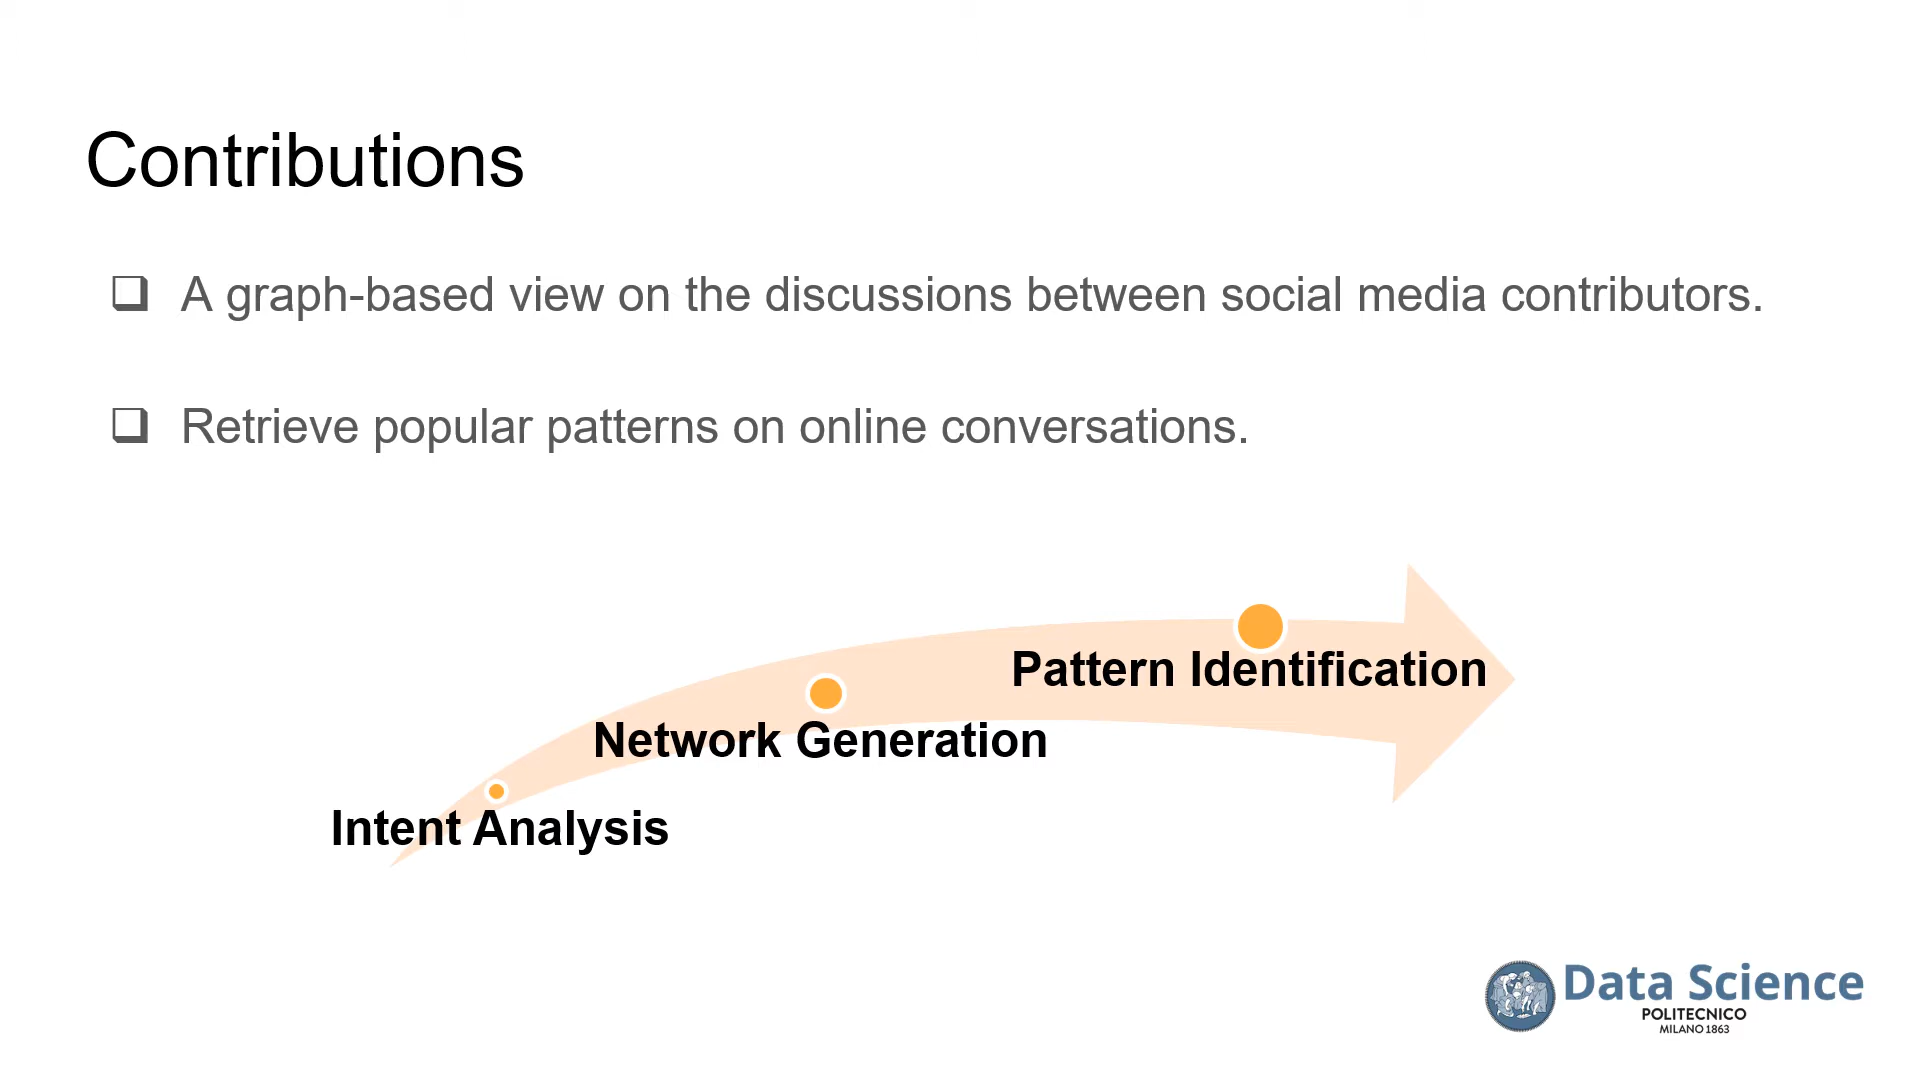 Contributions
A graph-based view on the discussions between social media contributors.
Retrieve popular patterns on online conversations.
Pattern Identification
Network Generation
Intent Analysis
Data Science
POLITECNICO
MILANO 1863